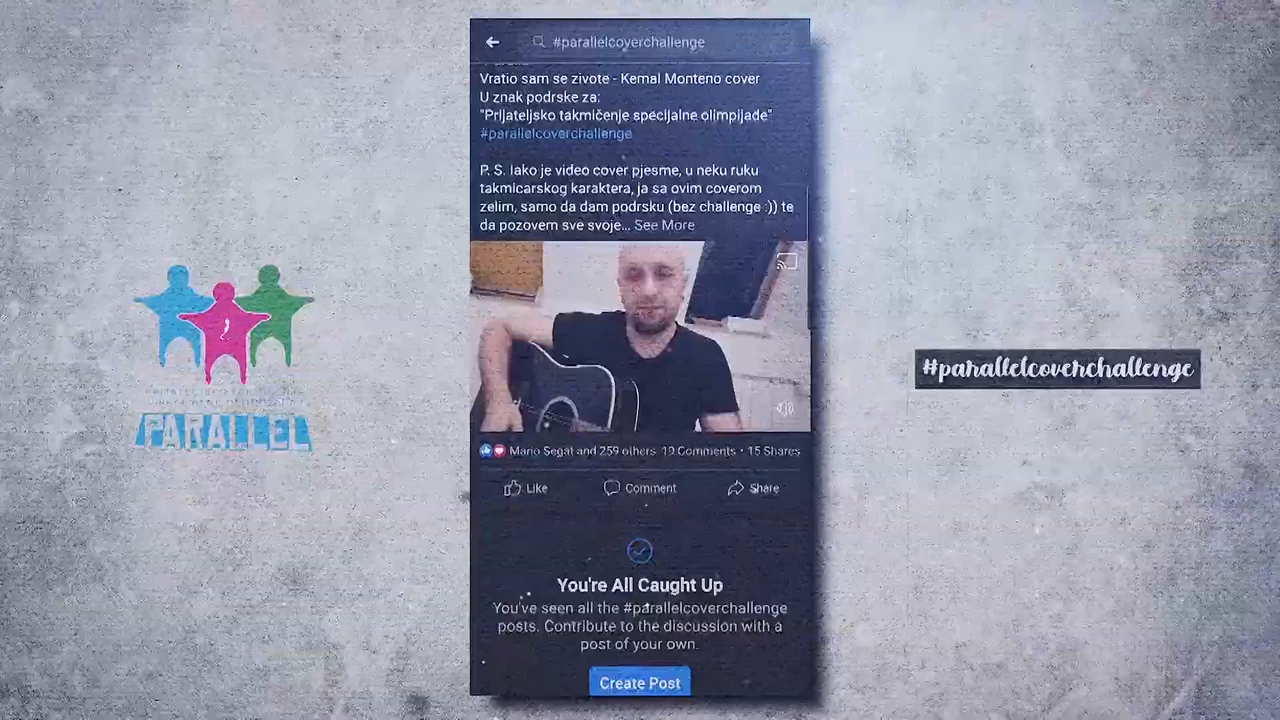 #parallelcoverchallenge
Vratio sam se zivote - Kemal Monteno cover
U znak podrske za:
"Prijateljsko takmičenje specijalne olimpijade"
#parallelcoverchallenge
P. S. Iako je video cover pjesme, u neku ruku
takmicarskog karaktera, ja sa ovim coverom
zelim, samo da dam podrsku (bez challenge :)) te
da pozovem sve svoje... See More
Mario Segat and 259 others 19 Comments • 15 Shares
Like Comment Share
You're All Caught Up
You've seen all the #parallelcoverchallenge
posts. Contribute to the discussion with a
post of your own.
Create Post
PARALLEL
#parallelcoverchallenge